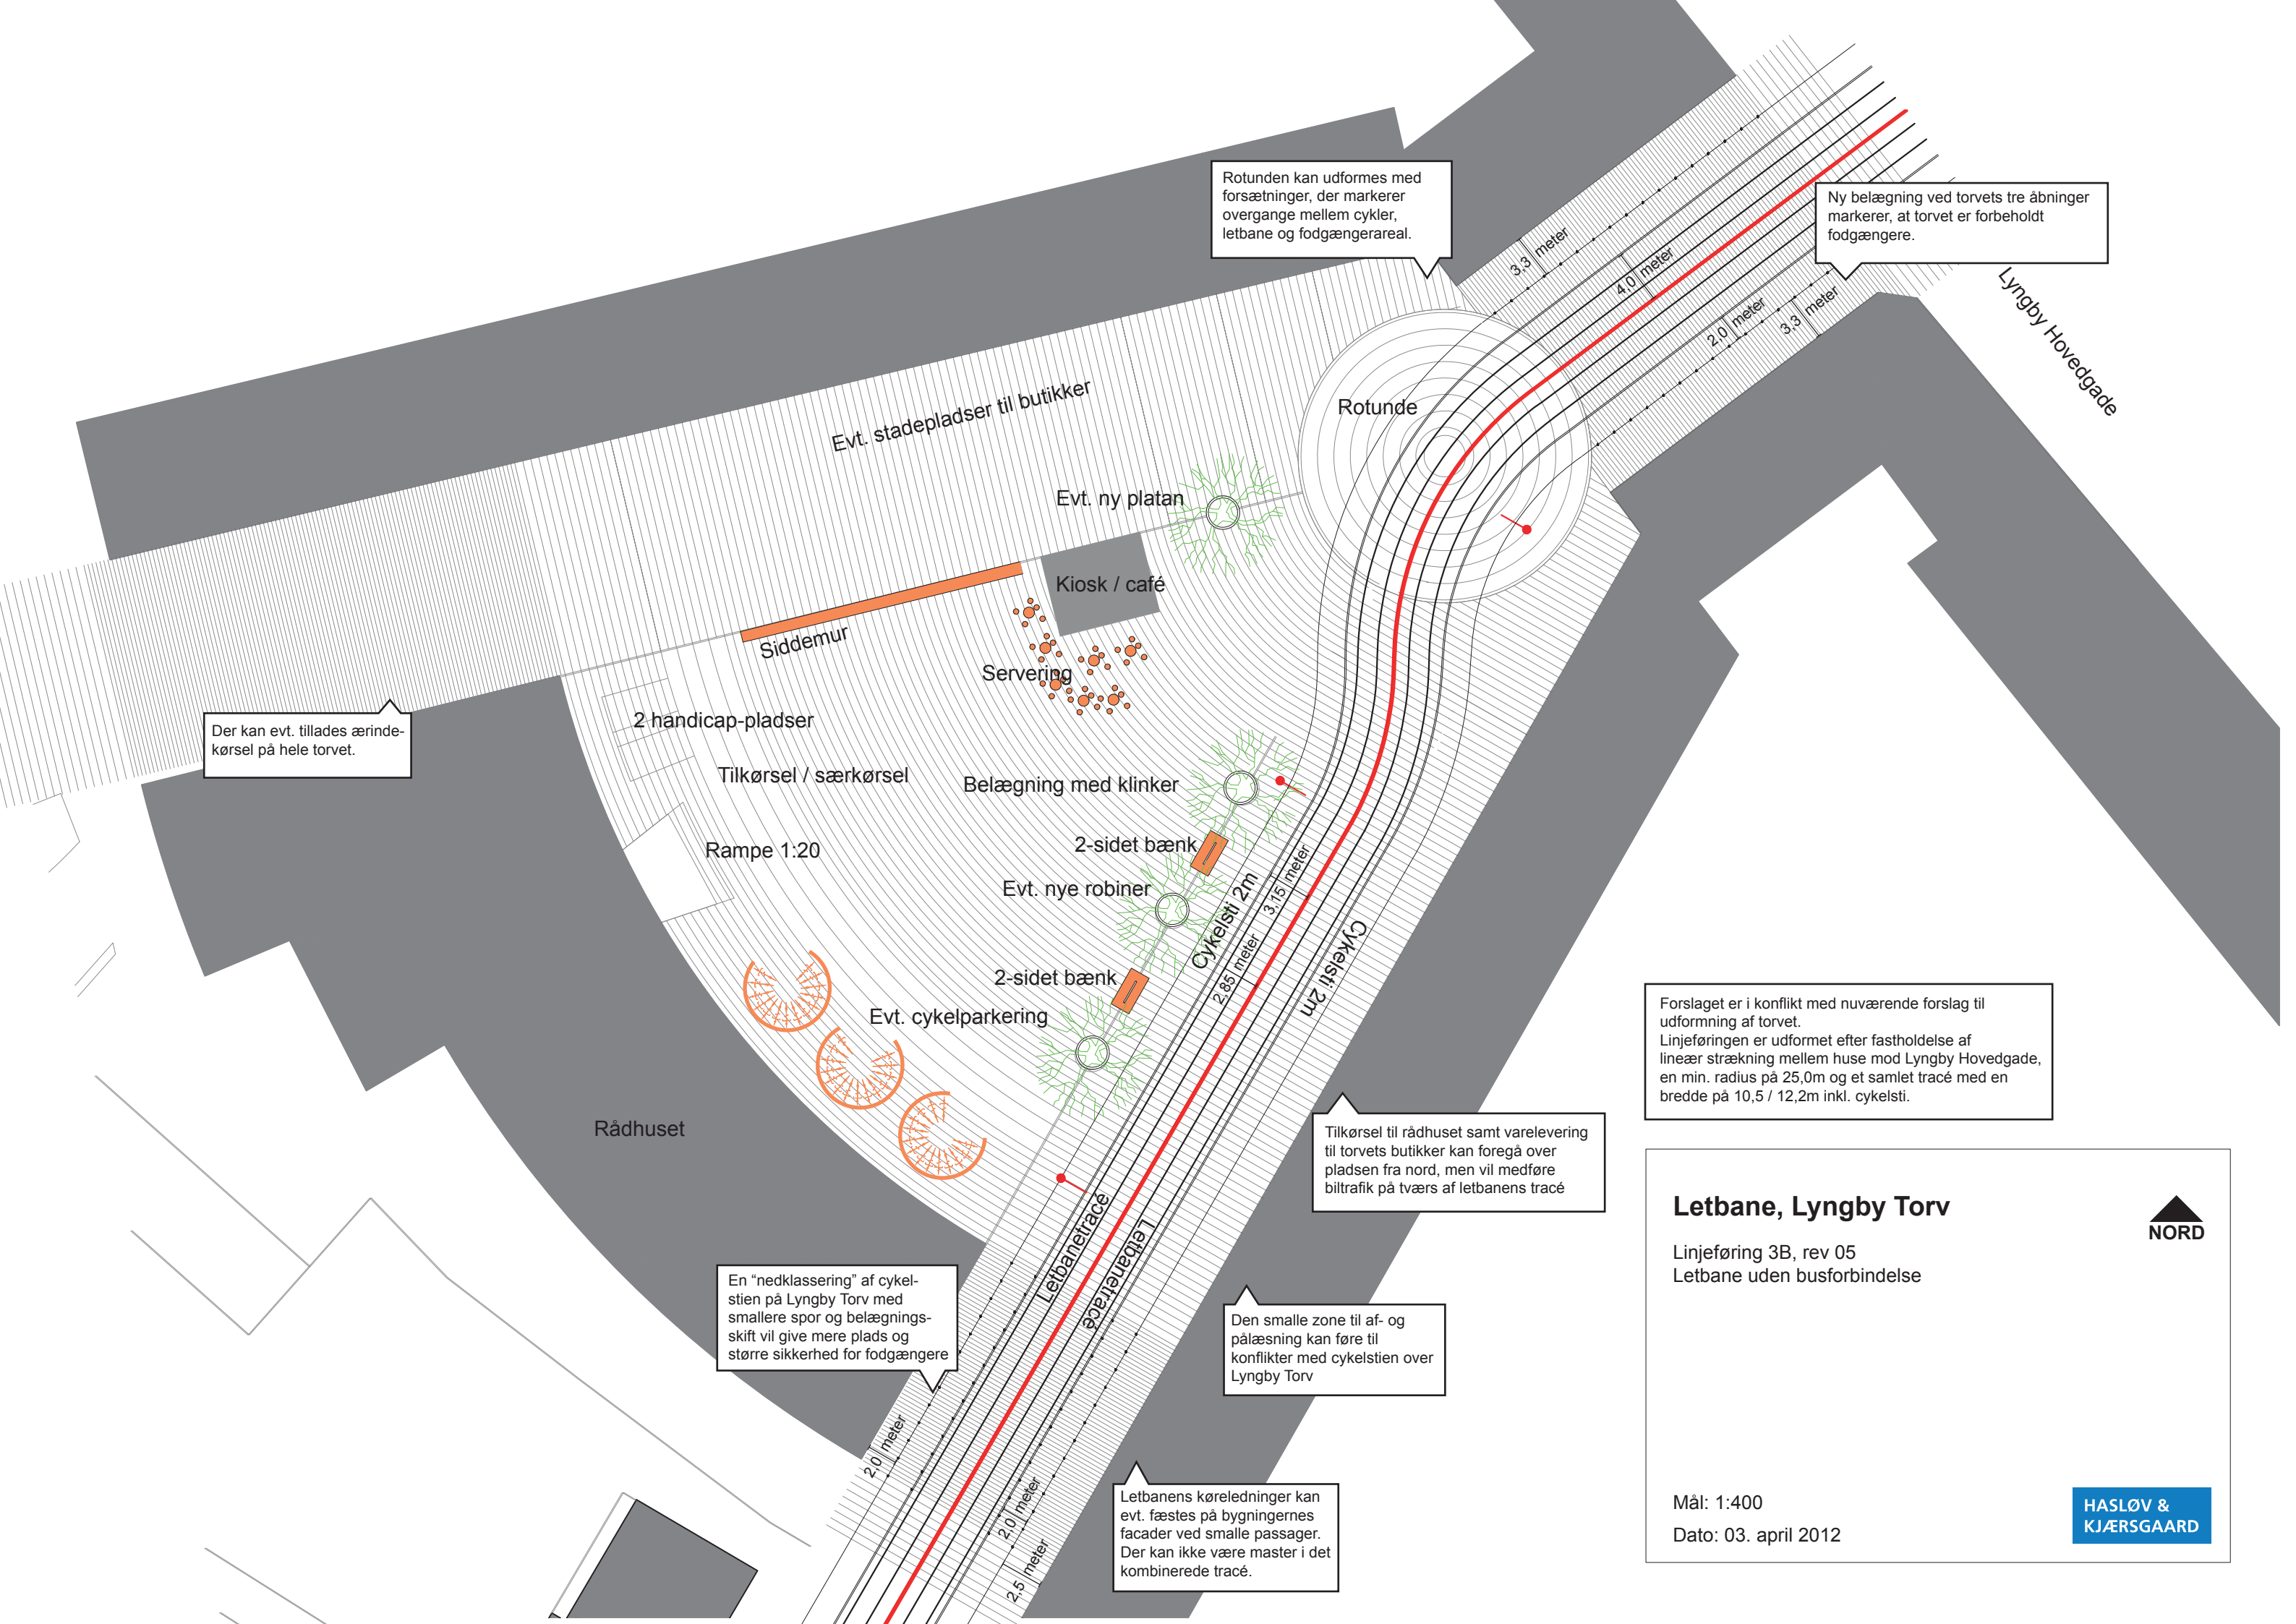 Rotunden kan udformes med
forsætninger, der markerer
overgange mellem cykler,
letbane og fodgængerareal.
Ny belægning ved torvets tre åbninger
markerer, at torvet er forbeholdt
fodgængere.
3,3 meter
4,0 meter
2,0 meter
3,3 meter
Lyngby Hovedgade
Rotunde
Evt. stadepladser til butikker
Evt. ny platan
Kiosk / café
Siddemur
Servering
2 handicap-pladser
Der kan evt. tillades ærinde-
kørsel på hele torvet.
Tilkørsel / særkørsel
Belægning med klinker
Rampe 1:20
2-sidet bænk
Evt. nye robiner
Cykelsti 2m
3,15 meter
2,85 meter
Cykelsti 2m
2-sidet bænk
Evt. cykelparkering
Rådhuset
Forslaget er i konflikt med nuværende forslag til
udformning af torvet.
Linjeføringen er udformet efter fastholdelse af
lineær strækning mellem huse mod Lyngby Hovedgade,
en min. radius på 25,0m og et samlet tracé med en
bredde på 10,5 / 12,2m inkl. cykelsti.
Tilkørsel til rådhuset samt varelevering
til torvets butikker kan foregå over
pladsen fra nord, men vil medføre
biltrafik på tværs af letbanens tracé
Letbanetracé
Letbanetracé
En “nedklassering” af cykel-
stien på Lyngby Torv med
smallere spor og belægnings-
skift vil give mere plads og
større sikkerhed for fodgængere
Den smalle zone til af- og
pålæsning kan føre til
konflikter med cykelstien over
Lyngby Torv
2,0 meter
2,0 meter
2,5 meter
Letbanens køreledninger kan
evt. fæstes på bygningernes
facader ved smalle passager.
Der kan ikke være master i det
kombinerede tracé.
Letbane, Lyngby Torv
NORD
Linjeføring 3B, rev 05
Letbane uden busforbindelse
Mål: 1:400
Dato: 03. april 2012
HASLØV &
KJÆRSGAARD